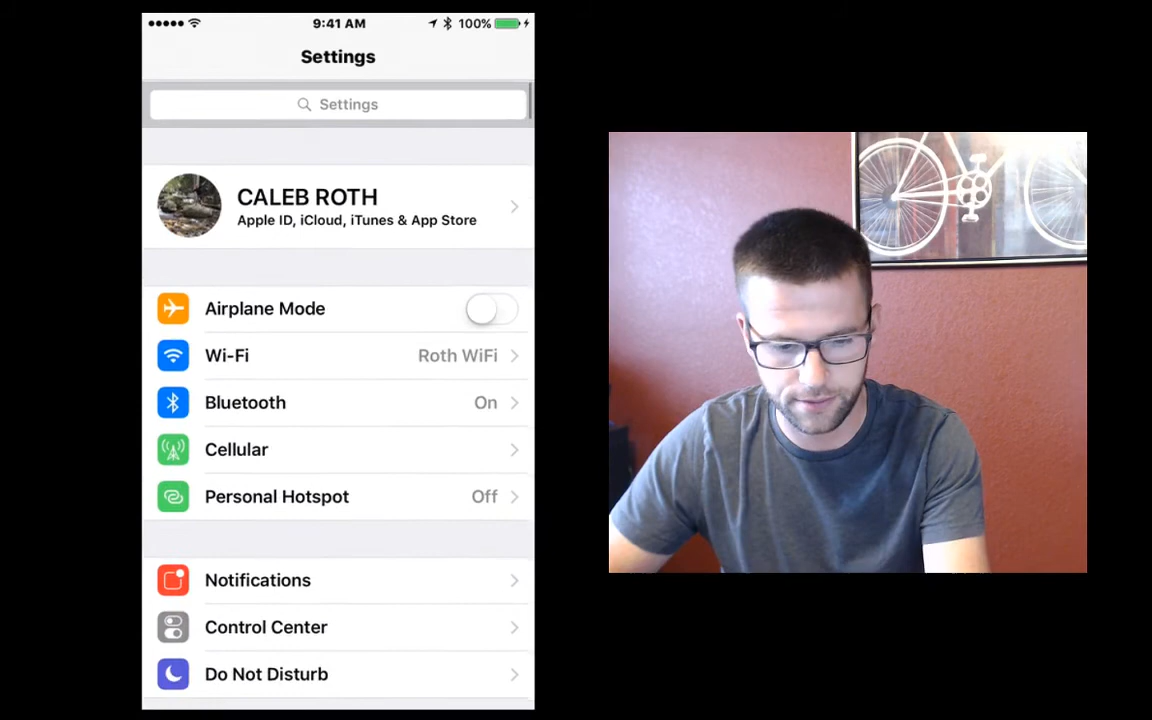 9:41 AM
100%
Settings
Settings
CALEB ROTH
Apple ID, iCloud, iTunes & App Store
Airplane Mode
Wi-Fi
Roth WiFi
Bluetooth
On
Cellular
Personal Hotspot
Off
Notifications
Control Center
Do Not Disturb